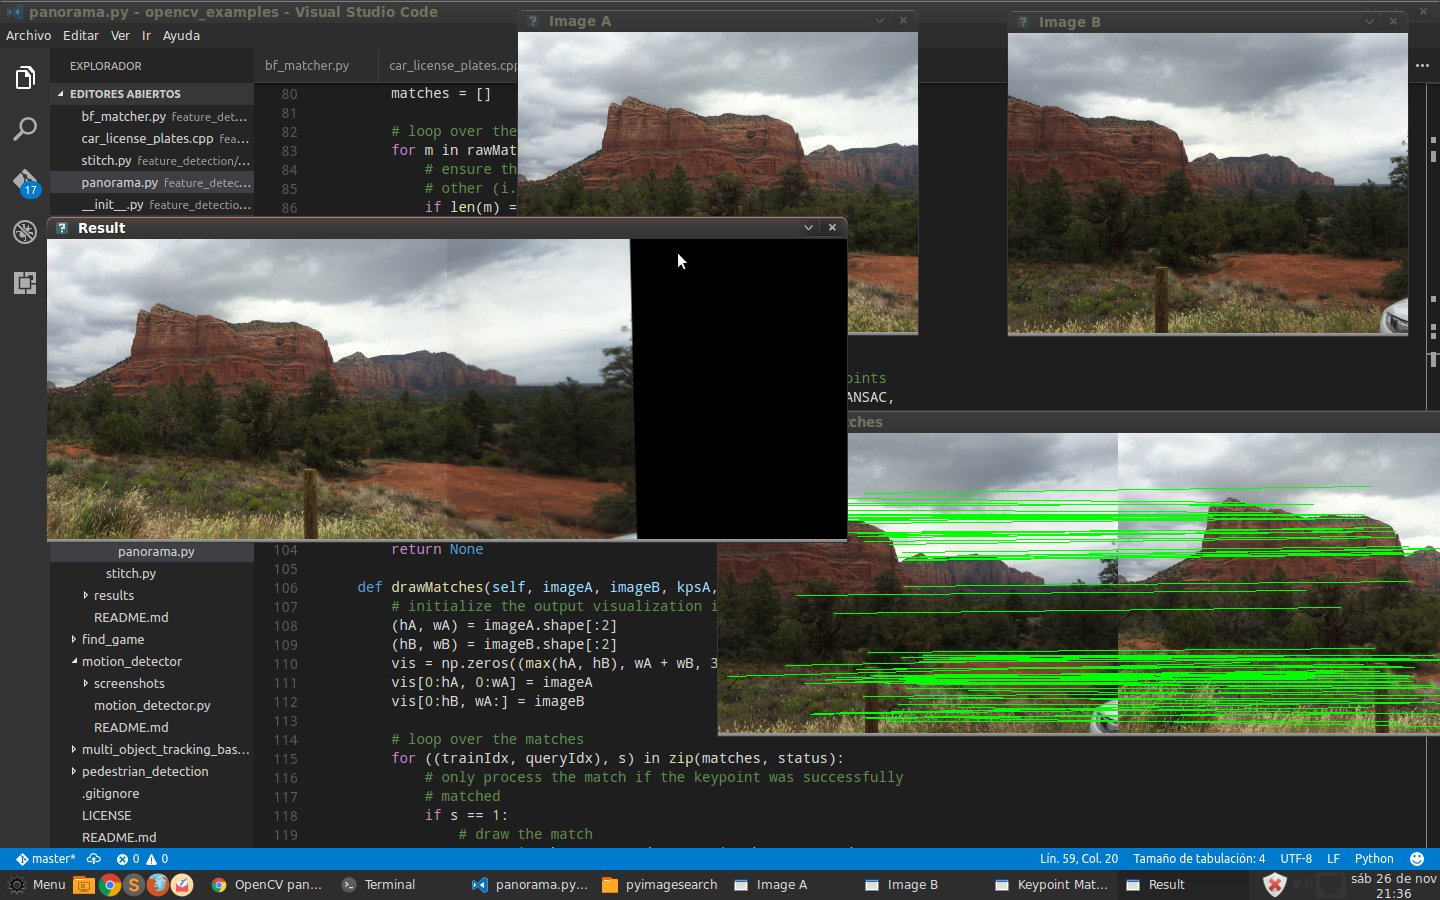 panorama.py - opencv_examples - Visual Studio Code
Archivo Editar Ver Ir Ayuda
EXPLORADOR
EDITORES ABIERTOS
bf_matcher.py feature_det...
car_license_plates.cpp fea...
stitch.py feature_detection/...
panorama.py feature_detec...
__init__.py feature_detectio...
17
bf_matcher.py
car_license_plates.cpp
Image A
Image B
80 matches = []
81
82 # loop over the
83 for m in rawMat
84 # ensure th
85 # other (i.
86 if len(m) =
Result
oints
ANSAC,
ches
panorama.py
stitch.py
results
README.md
find_game
motion_detector
screenshots
motion_detector.py
README.md
multi_object_tracking_bas...
pedestrian_detection
.gitignore
LICENSE
README.md
104 return None
105
106 def drawMatches(self, imageA, imageB, kpsA,
107 # initialize the output visualization i
108 (hA, wA) = imageA.shape[:2]
109 (hB, wB) = imageB.shape[:2]
110 vis = np.zeros((max(hA, hB), wA + wB, 3
111 vis[0:hA, 0:wA] = imageA
112 vis[0:hB, wA:] = imageB
113
114 # loop over the matches
115 for ((trainIdx, queryIdx), s) in zip(matches, status):
116 # only process the match if the keypoint was successfully
117 # matched
118 if s == 1:
119 # draw the match
master* 0 0 Lín. 59, Col. 20 Tamaño de tabulación: 4 UTF-8 LF Python
Menu OpenCV pan... Terminal panorama.py... pyimagesearch Image A Image B Keypoint Mat... Result
sáb 26 de nov
21:36